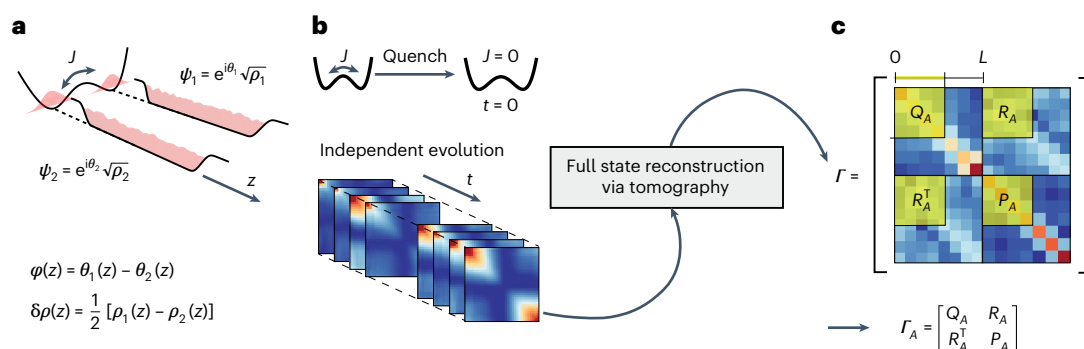 a
J
ψ₁ = e^{iθ₁}√ρ₁
ψ₂ = e^{iθ₂}√ρ₂
z
φ(z) = θ₁(z) − θ₂(z)
δρ(z) = 1/2 [ρ₁(z) − ρ₂(z)]
b
J
Quench
J = 0
t = 0
Independent evolution
t
Full state reconstruction
via tomography
c
0 L
Γ =
Q_A R_A
R_A^T P_A
Γ_A = [Q_A R_A
R_A^T P_A]